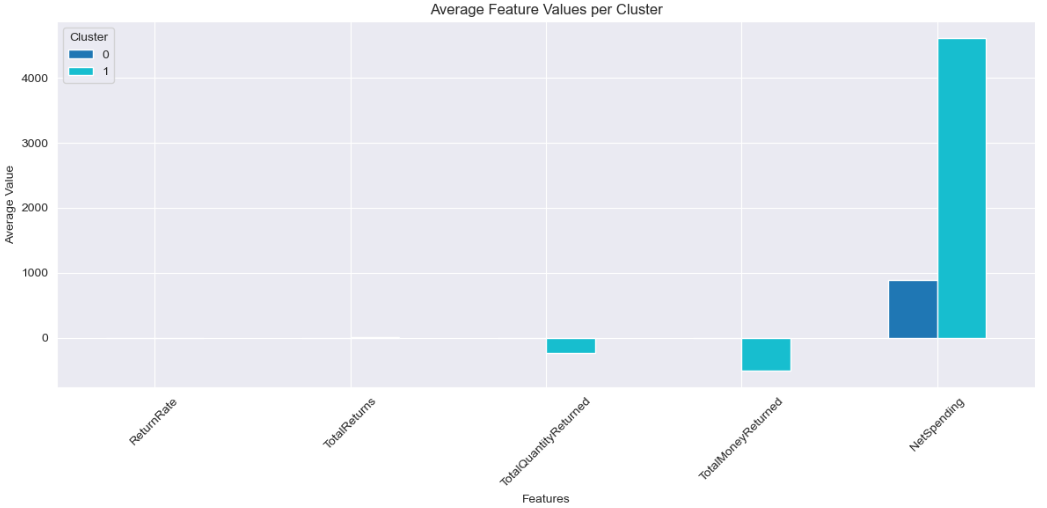 Average Feature Values per Cluster
Cluster
0
1
4000
3000
2000
1000
0
Average Value
ReturnRate
TotalReturns
TotalQuantityReturned
TotalMoneyReturned
NetSpending
Features